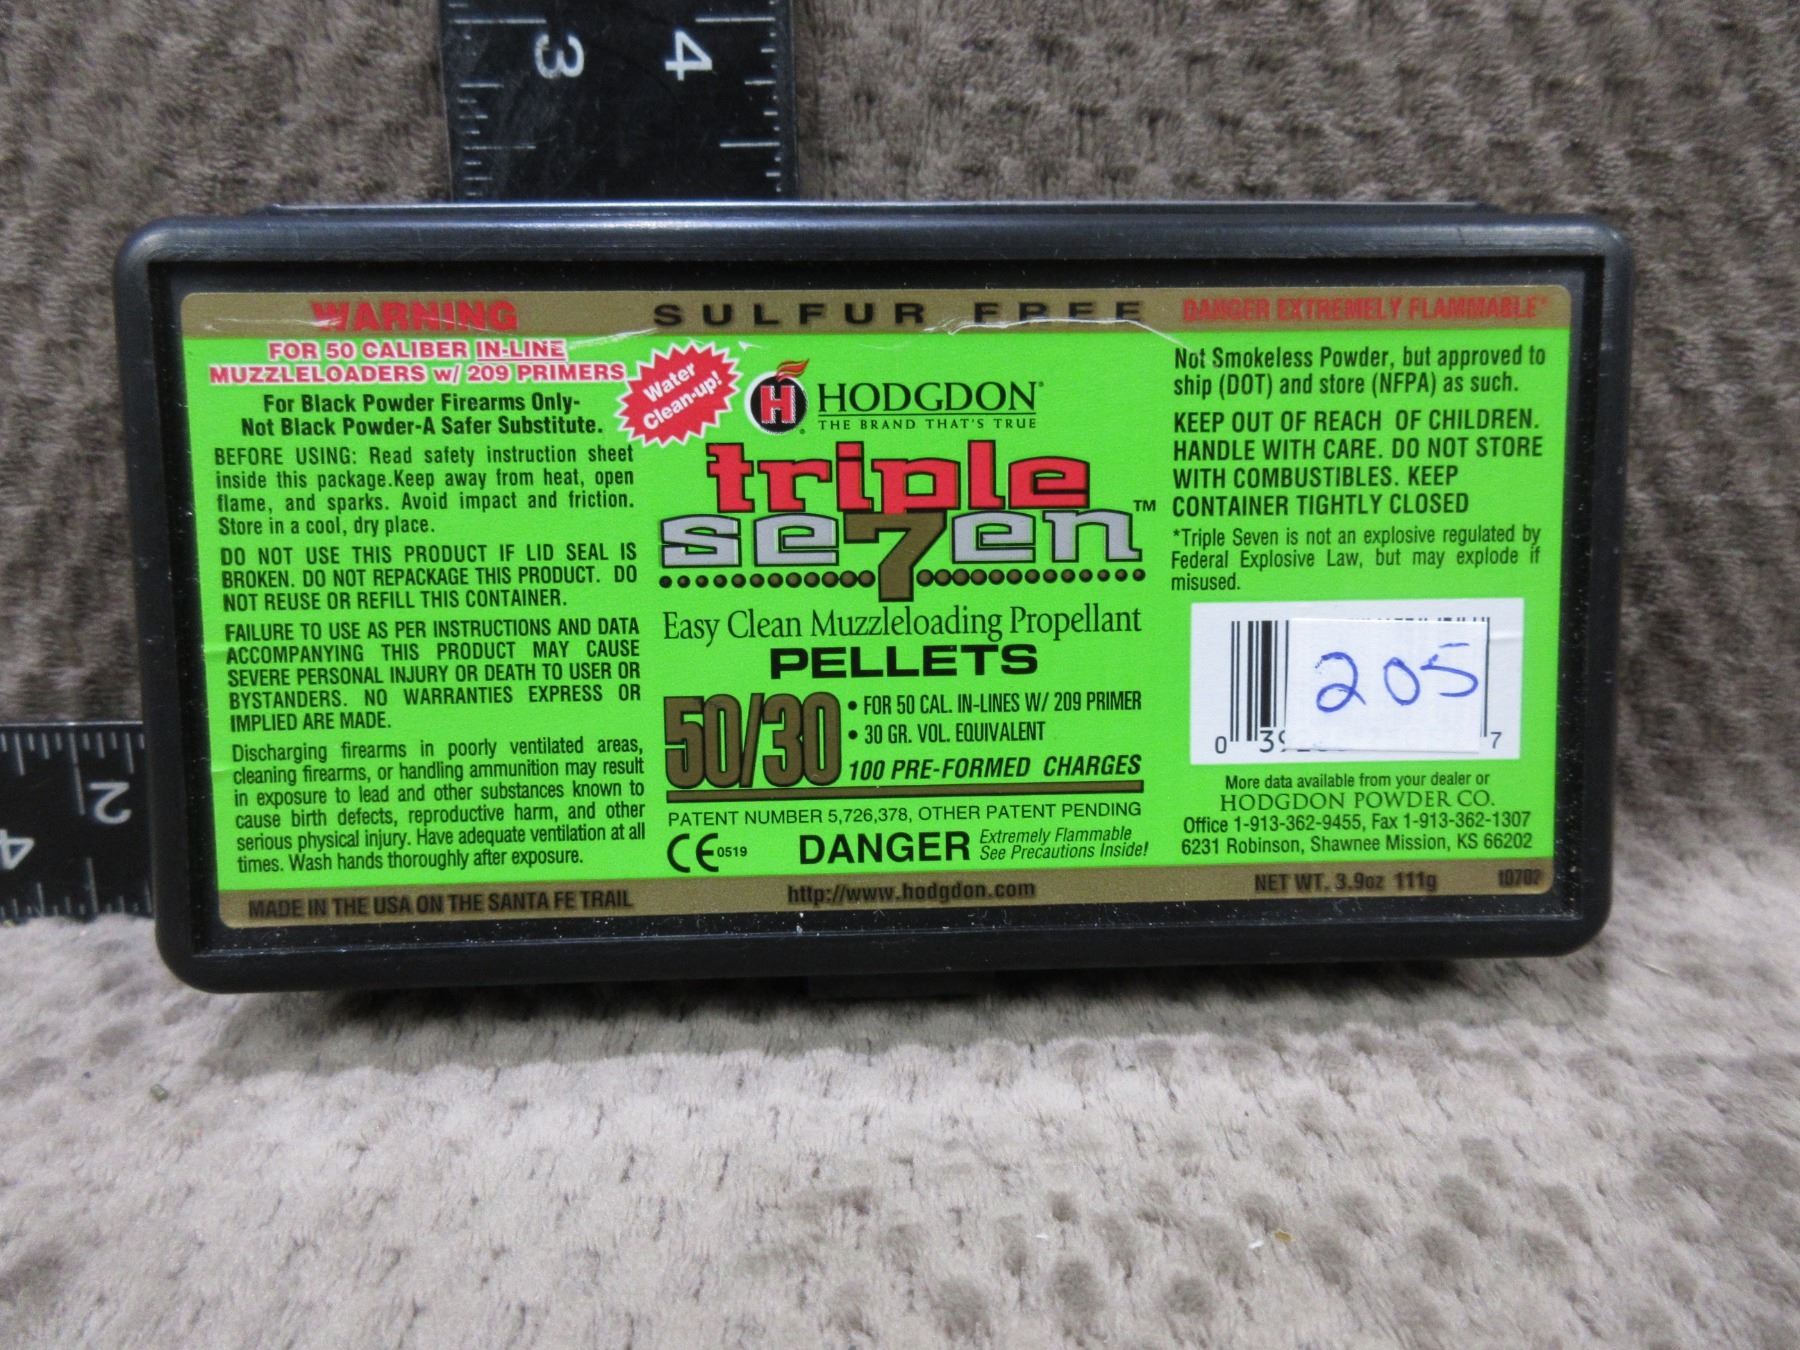 3 4
2
4
WARNING
FOR 50 CALIBER IN-LINE
MUZZLELOADERS w/ 209 PRIMERS
For Black Powder Firearms Only-
Not Black Powder-A Safer Substitute.
BEFORE USING: Read safety instruction sheet
inside this package.Keep away from heat, open
flame, and sparks. Avoid impact and friction.
Store in a cool, dry place.
DO NOT USE THIS PRODUCT IF LID SEAL IS
BROKEN. DO NOT REPACKAGE THIS PRODUCT. DO
NOT REUSE OR REFILL THIS CONTAINER.
FAILURE TO USE AS PER INSTRUCTIONS AND DATA
ACCOMPANYING THIS PRODUCT MAY CAUSE
SEVERE PERSONAL INJURY OR DEATH TO USER OR
BYSTANDERS. NO WARRANTIES EXPRESS OR
IMPLIED ARE MADE.
Discharging firearms in poorly ventilated areas,
cleaning firearms, or handling ammunition may result
in exposure to lead and other substances known to
cause birth defects, reproductive harm, and other
serious physical injury. Have adequate ventilation at all
times. Wash hands thoroughly after exposure.
MADE IN THE USA ON THE SANTA FE TRAIL
SULFUR FREE
Water
Clean-up!
H
HODGDON®
THE BRAND THAT'S TRUE
triple
se7en™
Easy Clean Muzzleloading Propellant
PELLETS
50/30
• FOR 50 CAL. IN-LINES W/ 209 PRIMER
• 30 GR. VOL. EQUIVALENT
100 PRE-FORMED CHARGES
PATENT NUMBER 5,726,378, OTHER PATENT PENDING
CE 0519
DANGER
Extremely Flammable
See Precautions Inside!
http://www.hodgdon.com
DANGER EXTREMELY FLAMMABLE*
Not Smokeless Powder, but approved to
ship (DOT) and store (NFPA) as such.
KEEP OUT OF REACH OF CHILDREN.
HANDLE WITH CARE. DO NOT STORE
WITH COMBUSTIBLES. KEEP
CONTAINER TIGHTLY CLOSED
*Triple Seven is not an explosive regulated by
Federal Explosive Law, but may explode if
misused.
205
0 39 7
More data available from your dealer or
HODGDON POWDER CO.
Office 1-913-362-9455, Fax 1-913-362-1307
6231 Robinson, Shawnee Mission, KS 66202
NET WT. 3.9oz 111g
10702